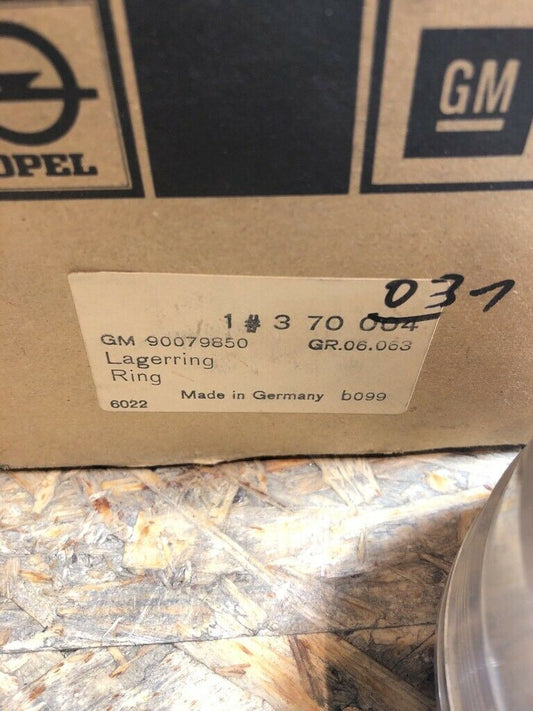 OPEL
GM
031
1 # 3 70 004
GM 90079850 GR.06.063
Lagerring
Ring
6022 Made in Germany b099